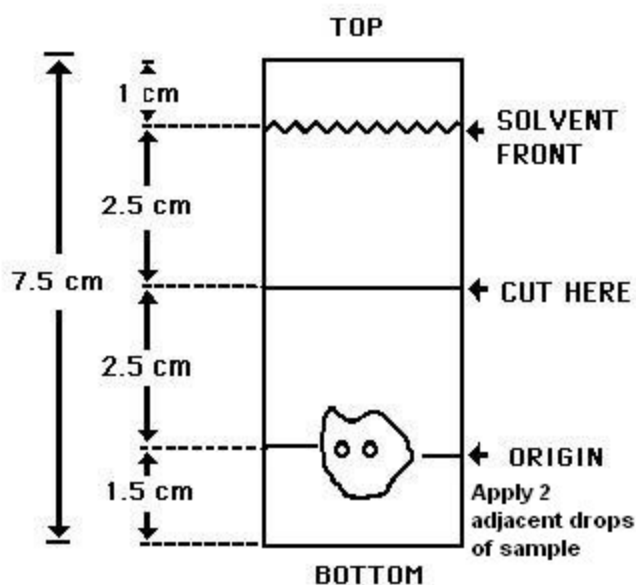 TOP
1 cm
SOLVENT
FRONT
2.5 cm
7.5 cm
CUT HERE
2.5 cm
ORIGIN
1.5 cm
Apply 2
adjacent drops
of sample
BOTTOM